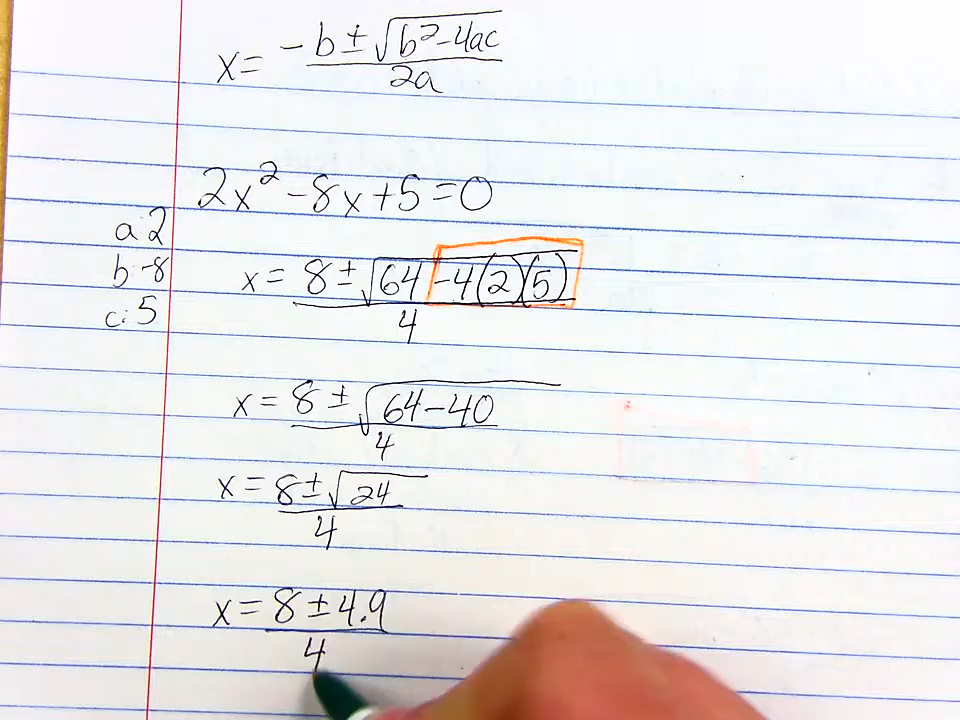 x = -b ± √b² - 4ac / 2a
2x² - 8x + 5 = 0
a: 2
b: -8
c: 5
x = 8 ± √64 - 4(2)(5) / 4
x = 8 ± √64 - 40 / 4
x = 8 ± √24 / 4
x = 8 ± 4.9 / 4